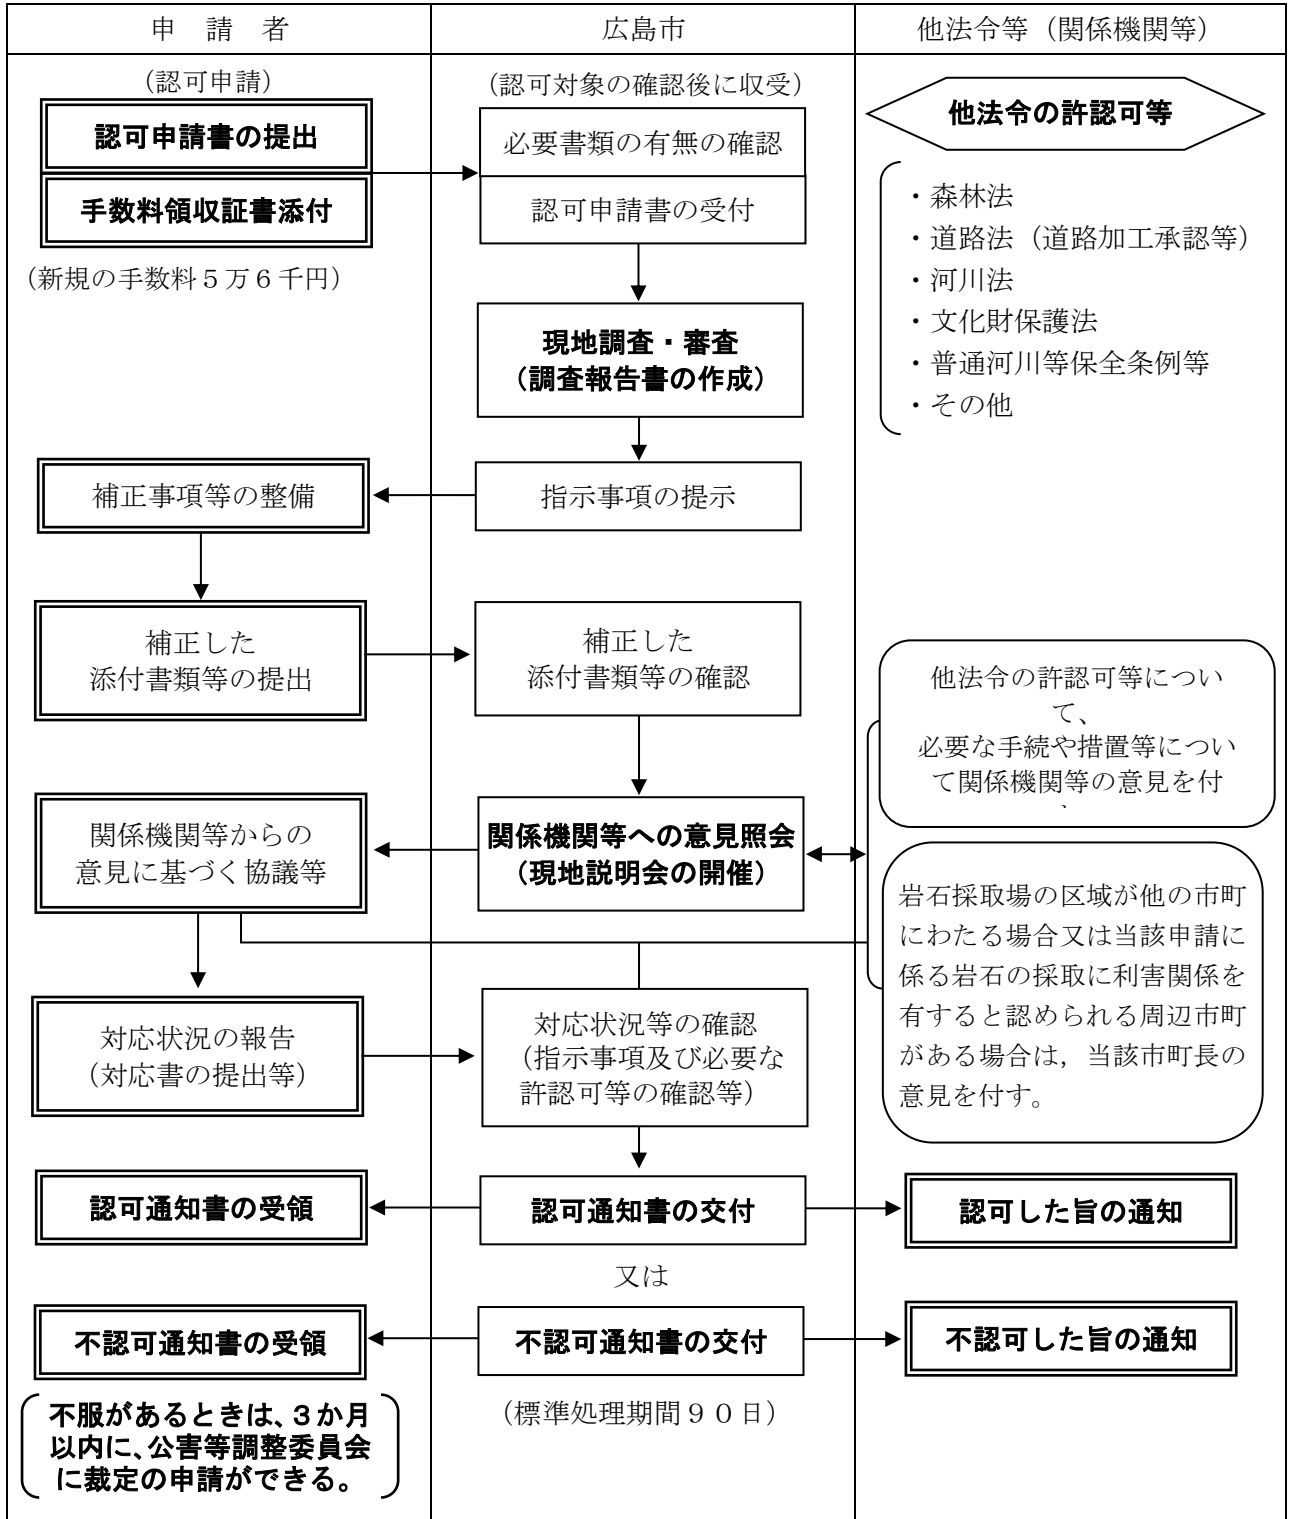 申　請　者
広島市
他法令等（関係機関等）
（認可申請）
認可申請書の提出
手数料領収証書添付
（新規の手数料５万６千円）
（認可対象の確認後に収受）
必要書類の有無の確認
認可申請書の受付
他法令の許認可等
・森林法
・道路法（道路加工承認等）
・河川法
・文化財保護法
・普通河川等保全条例等
・その他
現地調査・審査
（調査報告書の作成）
指示事項の提示
補正事項等の整備
補正した
添付書類等の提出
補正した
添付書類等の確認
他法令の許認可等につい
て、
必要な手続や措置等につい
て関係機関等の意見を付
関係機関等への意見照会
（現地説明会の開催）
関係機関等からの
意見に基づく協議等
岩石採取場の区域が他の市町
にわたる場合又は当該申請に
係る岩石の採取に利害関係を
有すると認められる周辺市町
がある場合は，当該市町長の
意見を付す。
対応状況の報告
（対応書の提出等）
対応状況等の確認
（指示事項及び必要な
許認可等の確認等）
認可通知書の受領
認可通知書の交付
認可した旨の通知
又は
不認可通知書の受領
不認可通知書の交付
不認可した旨の通知
不服があるときは、３か月
以内に、公害等調整委員会
に裁定の申請ができる。
（標準処理期間９０日）